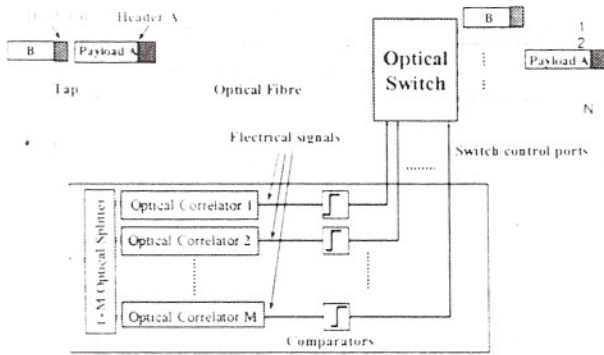 Header A
B
1
B
Payload A
2
Payload A
Optical
Switch
Tap
Optical Fibre
N
Electrical signals
Switch control ports
1-M Optical Splitter
Optical Correlator 1
Optical Correlator 2
Optical Correlator M
Comparators